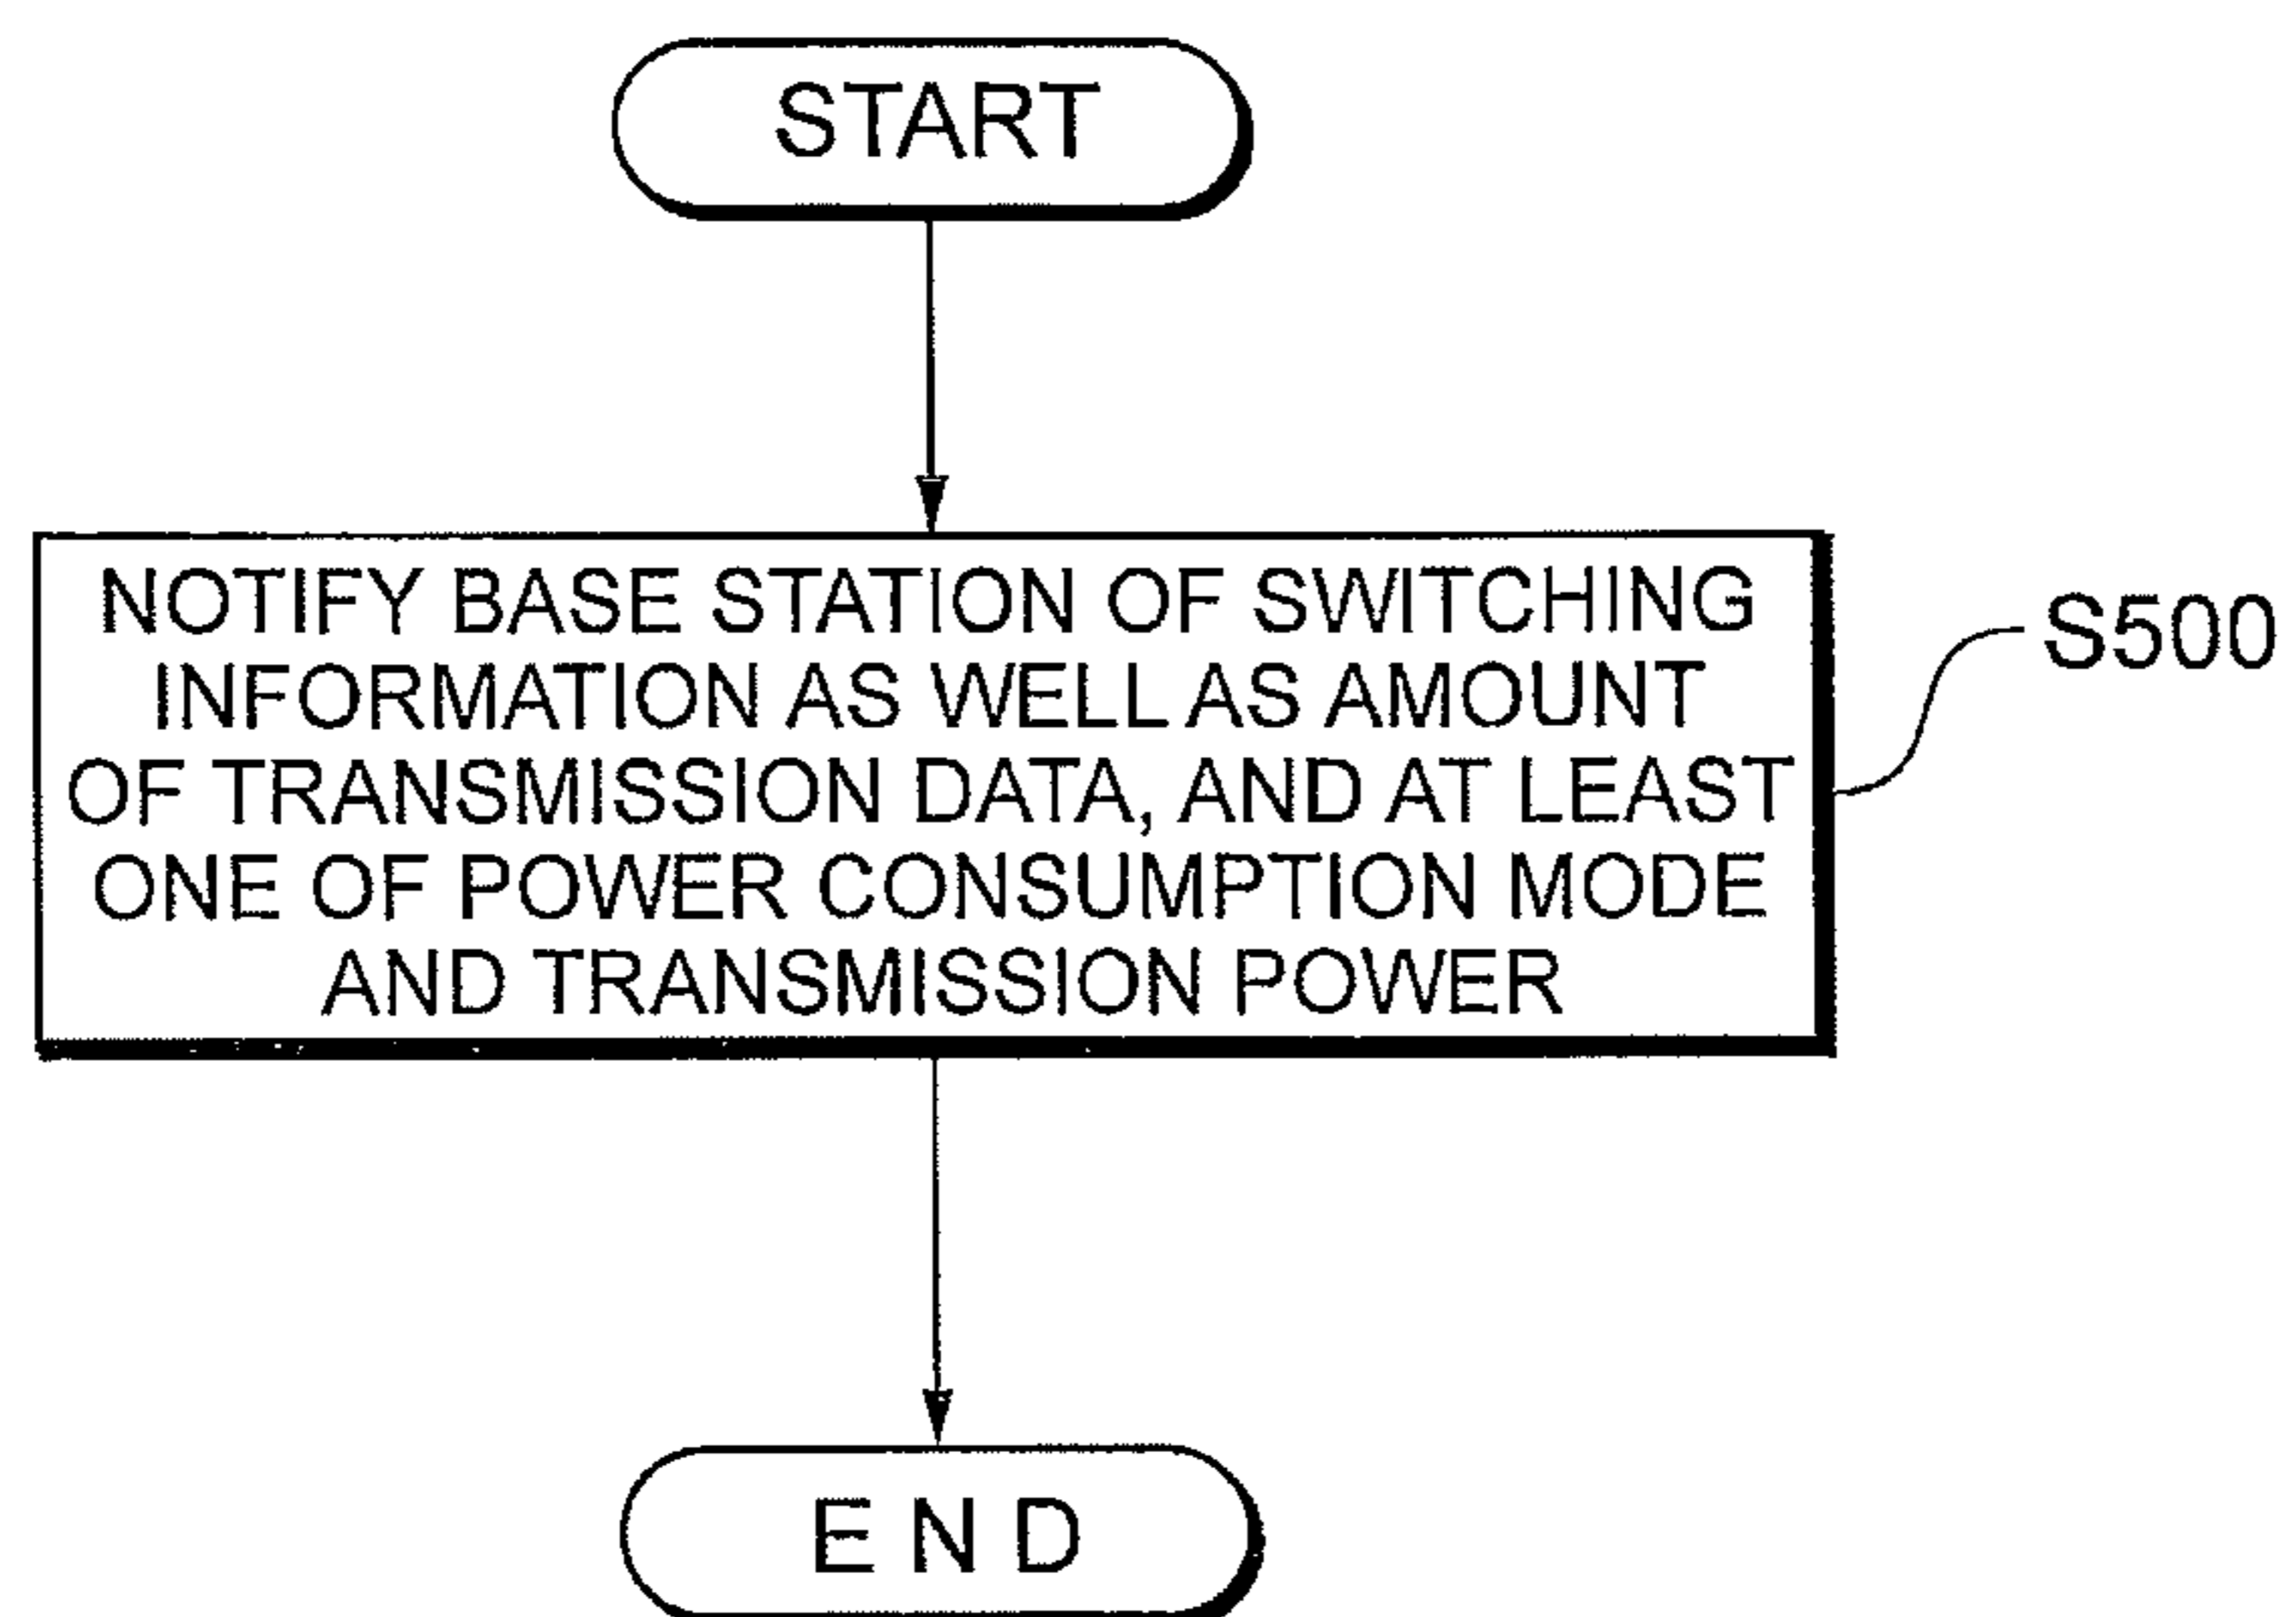 START
NOTIFY BASE STATION OF SWITCHING
INFORMATION AS WELL AS AMOUNT
OF TRANSMISSION DATA, AND AT LEAST
ONE OF POWER CONSUMPTION MODE
AND TRANSMISSION POWER
S500
END